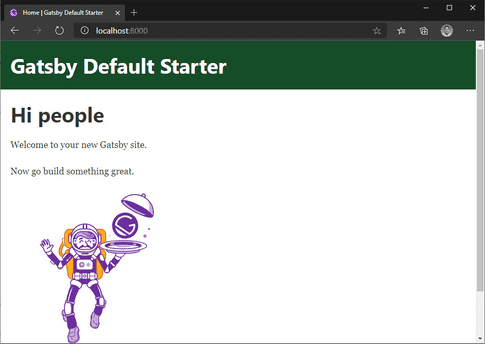 Home | Gatsby Default Starter
localhost:8000
Gatsby Default Starter
Hi people
Welcome to your new Gatsby site.
Now go build something great.